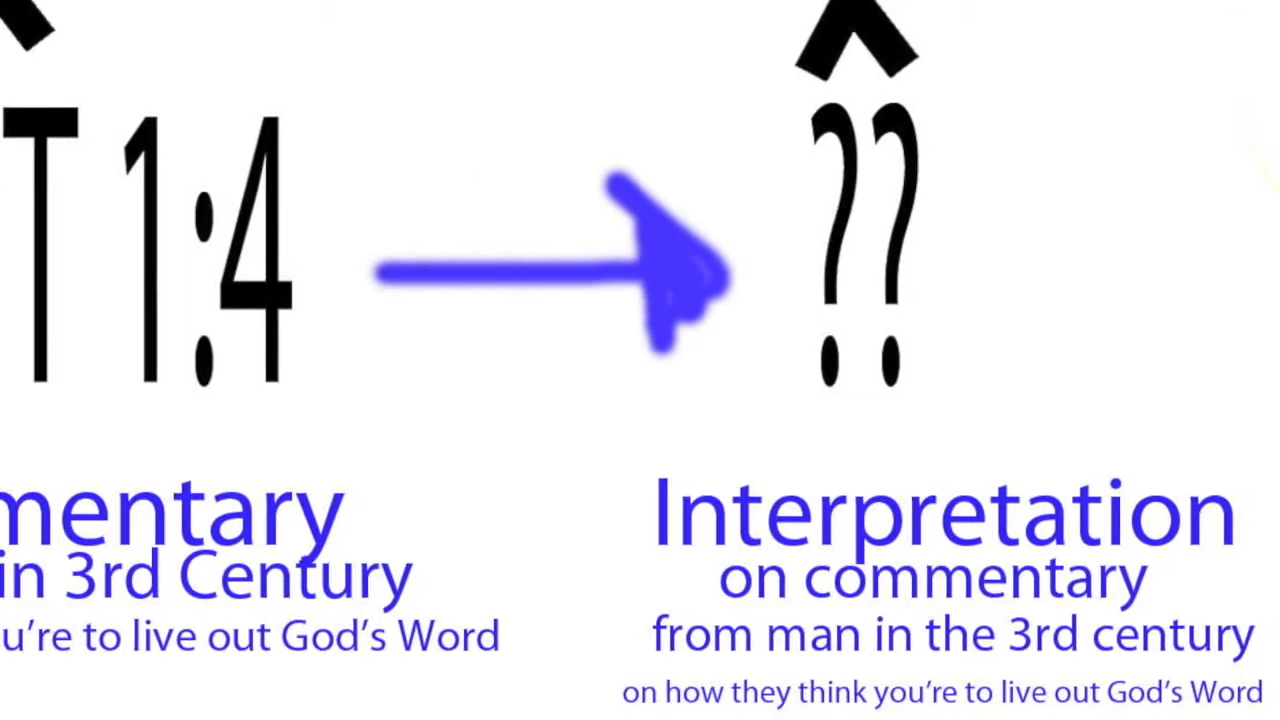 T 1:4
??
mentary
in 3rd Century
u're to live out God's Word
Interpretation
on commentary
from man in the 3rd century
on how they think you're to live out God's Word